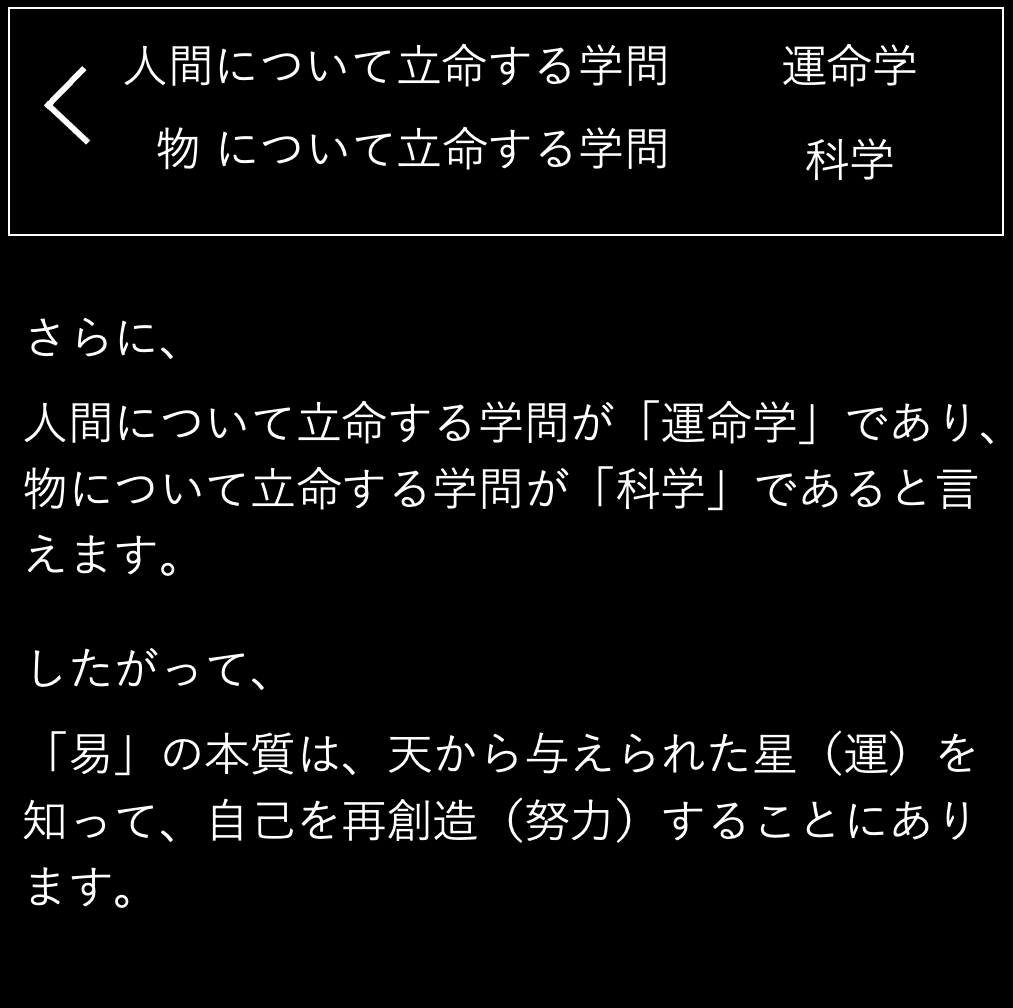 人間について立命する学問　　運命学
物 について立命する学問　　科学
さらに、
人間について立命する学問が「運命学」であり、
物について立命する学問が「科学」であると言
えます。
したがって、
「易」の本質は、天から与えられた星（運）を
知って、自己を再創造（努力）することにあり
ます。